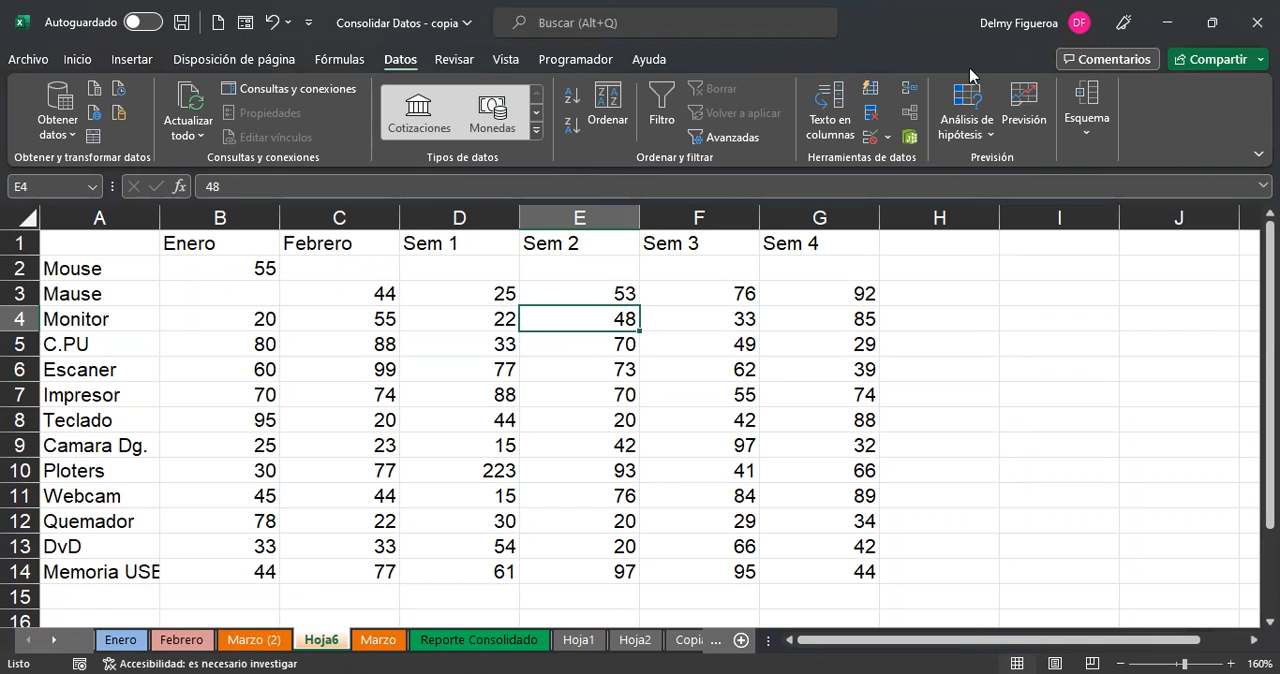 Autoguardado Consolidar Datos - copia Buscar (Alt+Q) Delmy Figueroa DF
Archivo Inicio Insertar Disposición de página Fórmulas Datos Revisar Vista Programador Ayuda Comentarios Compartir
Obtener datos
Actualizar todo
Consultas y conexiones
Propiedades
Editar vínculos
Cotizaciones Monedas
Ordenar
Filtro
Borrar
Volver a aplicar
Avanzadas
Texto en columnas
Análisis de hipótesis
Previsión
Esquema
Obtener y transformar datos Consultas y conexiones Tipos de datos Ordenar y filtrar Herramientas de datos Previsión
E4 fx 48
A B C D E F G H I J
1 Enero Febrero Sem 1 Sem 2 Sem 3 Sem 4
2 Mouse 55
3 Mause 44 25 53 76 92
4 Monitor 20 55 22 48 33 85
5 C.PU 80 88 33 70 49 29
6 Escaner 60 99 77 73 62 39
7 Impresor 70 74 88 70 55 74
8 Teclado 95 20 44 20 42 88
9 Camara Dg. 25 23 15 42 97 32
10 Ploters 30 77 223 93 41 66
11 Webcam 45 44 15 76 84 89
12 Quemador 78 22 30 20 29 34
13 DvD 33 33 54 20 66 42
14 Memoria USB 44 77 61 97 95 44
15
16
Enero Febrero Marzo (2) Hoja6 Marzo Reporte Consolidado Hoja1 Hoja2 Copi ...
Listo Accesibilidad: es necesario investigar 160%